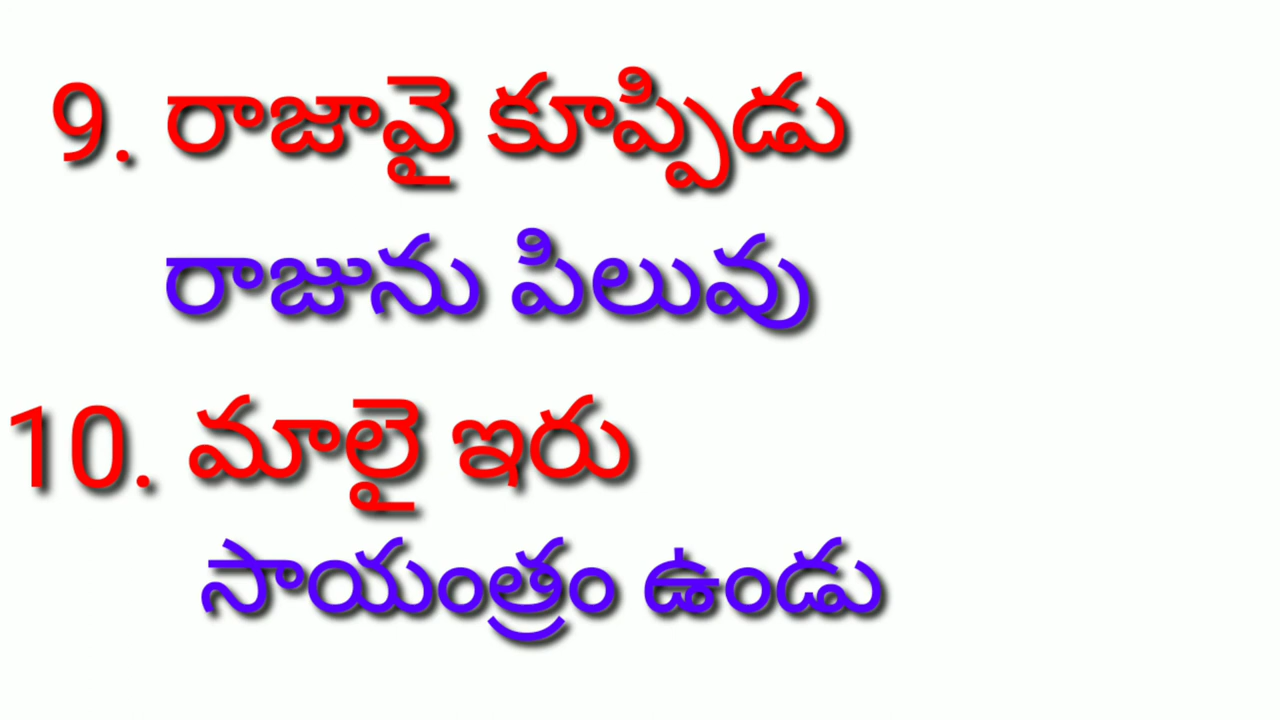 9. రాజావై కూప్పిడు
రాజును పిలువు
10. మాలై ఇరు
సాయంత్రం ఉండు